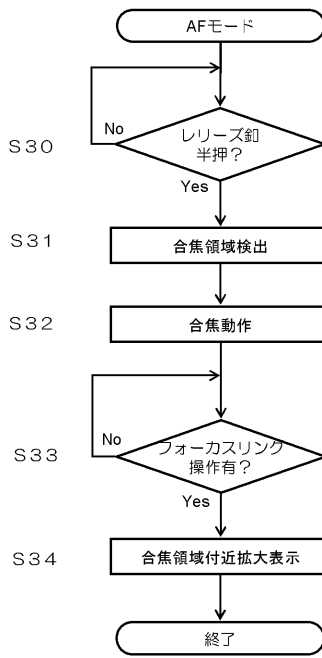 AFモード
No
S30
レリーズ釦
半押？
Yes
S31
合焦領域検出
S32
合焦動作
No
S33
フォーカスリング
操作有？
Yes
S34
合焦領域付近拡大表示
終了